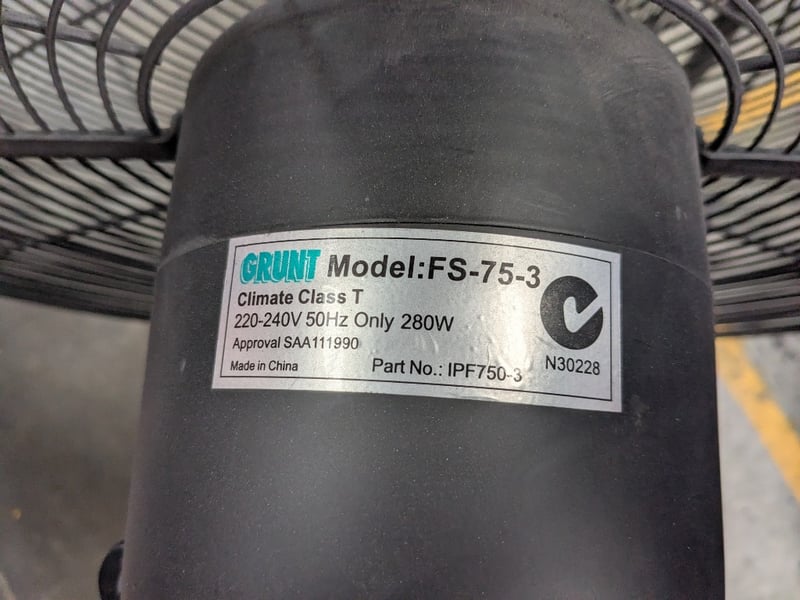 GRUNT Model:FS-75-3
Climate Class T
220-240V 50Hz Only 280W
Approval SAA111990
Made in China Part No.: IPF750-3 N30228